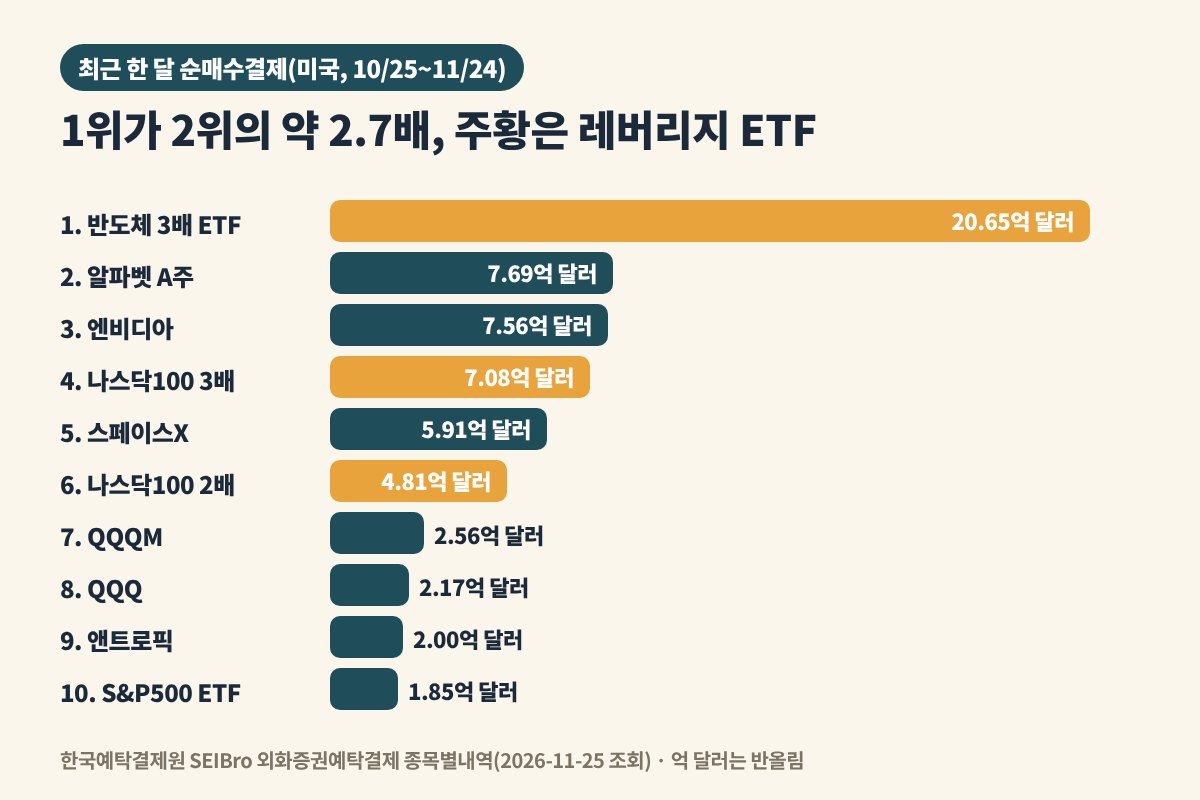 최근 한 달 순매수결제(미국, 10/25~11/24)
1위가 2위의 약 2.7배, 주황은 레버리지 ETF
1. 반도체 3배 ETF 20.65억 달러
2. 알파벳 A주 7.69억 달러
3. 엔비디아 7.56억 달러
4. 나스닥100 3배 7.08억 달러
5. 스페이스X 5.91억 달러
6. 나스닥100 2배 4.81억 달러
7. QQQM 2.56억 달러
8. QQQ 2.17억 달러
9. 앤트로픽 2.00억 달러
10. S&P500 ETF 1.85억 달러
한국예탁결제원 SEIBro 외화증권예탁결제 종목별내역(2026-11-25 조회) · 억 달러는 반올림